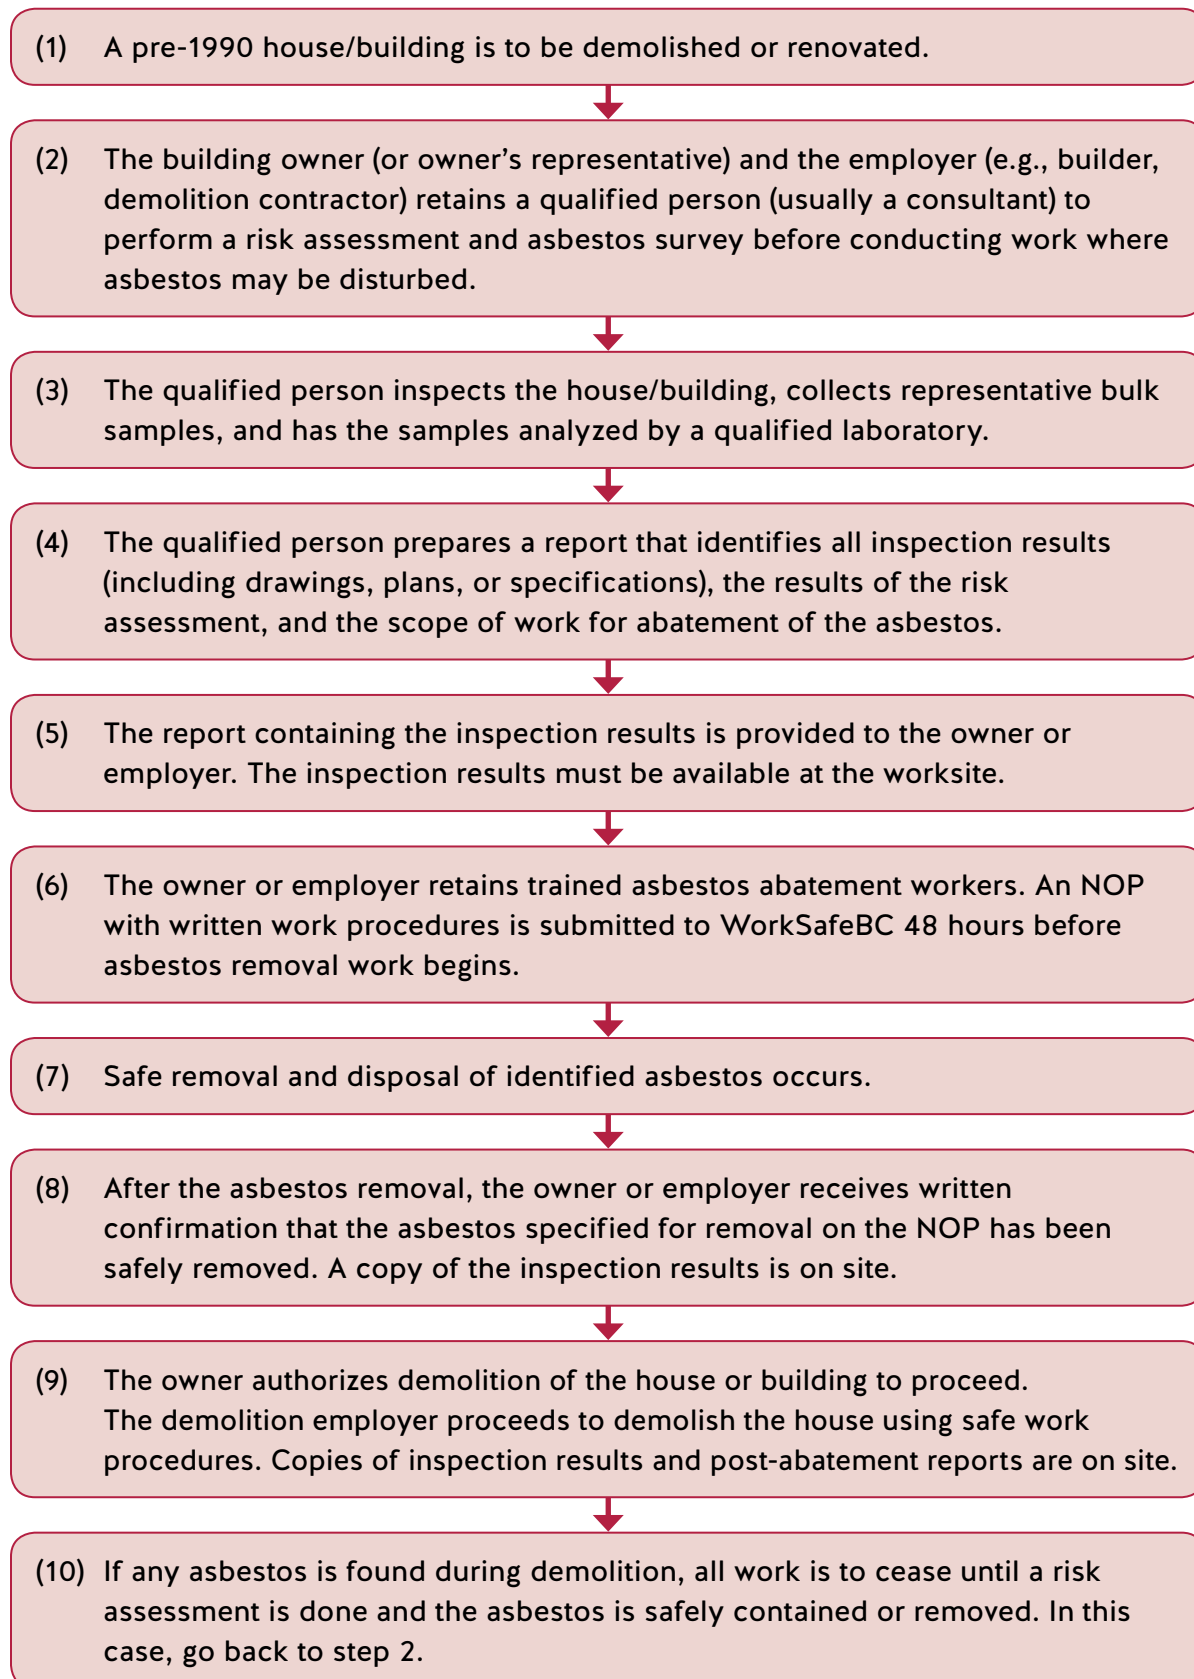 (1) A pre-1990 house/building is to be demolished or renovated.
(2) The building owner (or owner's representative) and the employer (e.g., builder,
demolition contractor) retains a qualified person (usually a consultant) to
perform a risk assessment and asbestos survey before conducting work where
asbestos may be disturbed.
(3) The qualified person inspects the house/building, collects representative bulk
samples, and has the samples analyzed by a qualified laboratory.
(4) The qualified person prepares a report that identifies all inspection results
(including drawings, plans, or specifications), the results of the risk
assessment, and the scope of work for abatement of the asbestos.
(5) The report containing the inspection results is provided to the owner or
employer. The inspection results must be available at the worksite.
(6) The owner or employer retains trained asbestos abatement workers. An NOP
with written work procedures is submitted to WorkSafeBC 48 hours before
asbestos removal work begins.
(7) Safe removal and disposal of identified asbestos occurs.
(8) After the asbestos removal, the owner or employer receives written
confirmation that the asbestos specified for removal on the NOP has been
safely removed. A copy of the inspection results is on site.
(9) The owner authorizes demolition of the house or building to proceed.
The demolition employer proceeds to demolish the house using safe work
procedures. Copies of inspection results and post-abatement reports are on site.
(10) If any asbestos is found during demolition, all work is to cease until a risk
assessment is done and the asbestos is safely contained or removed. In this
case, go back to step 2.